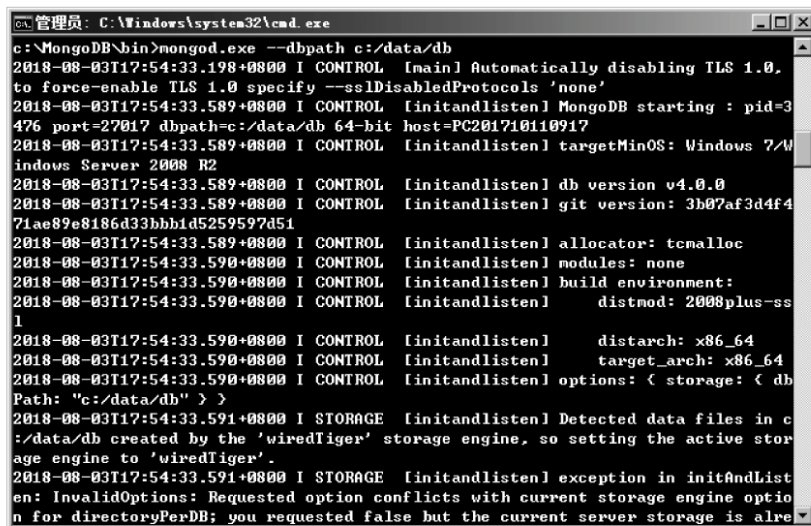 管理员: C:\Windows\system32\cmd.exe
c:\MongoDB\bin>mongod.exe --dbpath c:/data/db
2018-08-03T17:54:33.198+0800 I CONTROL  [main] Automatically disabling TLS 1.0,
to force-enable TLS 1.0 specify --sslDisabledProtocols 'none'
2018-08-03T17:54:33.589+0800 I CONTROL  [initandlisten] MongoDB starting : pid=3
476 port=27017 dbpath=c:/data/db 64-bit host=PC201710110917
2018-08-03T17:54:33.589+0800 I CONTROL  [initandlisten] targetMinOS: Windows 7/W
indows Server 2008 R2
2018-08-03T17:54:33.589+0800 I CONTROL  [initandlisten] db version v4.0.0
2018-08-03T17:54:33.589+0800 I CONTROL  [initandlisten] git version: 3b07af3d4f4
71ae89e8186d33bbb1d5259597d51
2018-08-03T17:54:33.589+0800 I CONTROL  [initandlisten] allocator: tcmalloc
2018-08-03T17:54:33.590+0800 I CONTROL  [initandlisten] modules: none
2018-08-03T17:54:33.590+0800 I CONTROL  [initandlisten] build environment:
2018-08-03T17:54:33.590+0800 I CONTROL  [initandlisten]     distmod: 2008plus-ss
l
2018-08-03T17:54:33.590+0800 I CONTROL  [initandlisten]     distarch: x86_64
2018-08-03T17:54:33.590+0800 I CONTROL  [initandlisten]     target_arch: x86_64
2018-08-03T17:54:33.590+0800 I CONTROL  [initandlisten] options: { storage: { db
Path: "c:/data/db" } }
2018-08-03T17:54:33.591+0800 I STORAGE  [initandlisten] Detected data files in c
:/data/db created by the 'wiredTiger' storage engine, so setting the active stor
age engine to 'wiredTiger'.
2018-08-03T17:54:33.591+0800 I STORAGE  [initandlisten] exception in initAndList
en: InvalidOptions: Requested option conflicts with current storage engine optio
n for directoryPerDB; you requested false but the current server storage is alre